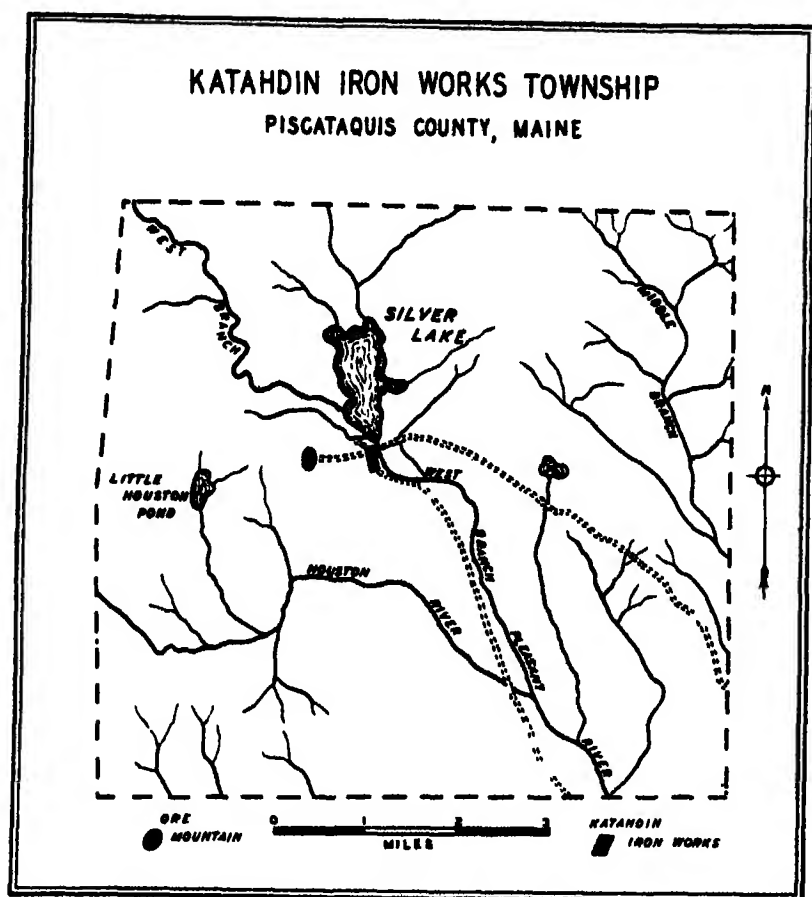 KATAHDIN IRON WORKS TOWNSHIP
PISCATAQUIS COUNTY, MAINE
WEST
BRANCH
SILVER
LAKE
MIDDLE
BRANCH
N
LITTLE
HOUSTON
POND
WEST
BRANCH
PLEASANT
RIVER
HOUSTON
RIVER
ORE
MOUNTAIN
0 1 2 3
MILES
KATAHDIN
IRON WORKS